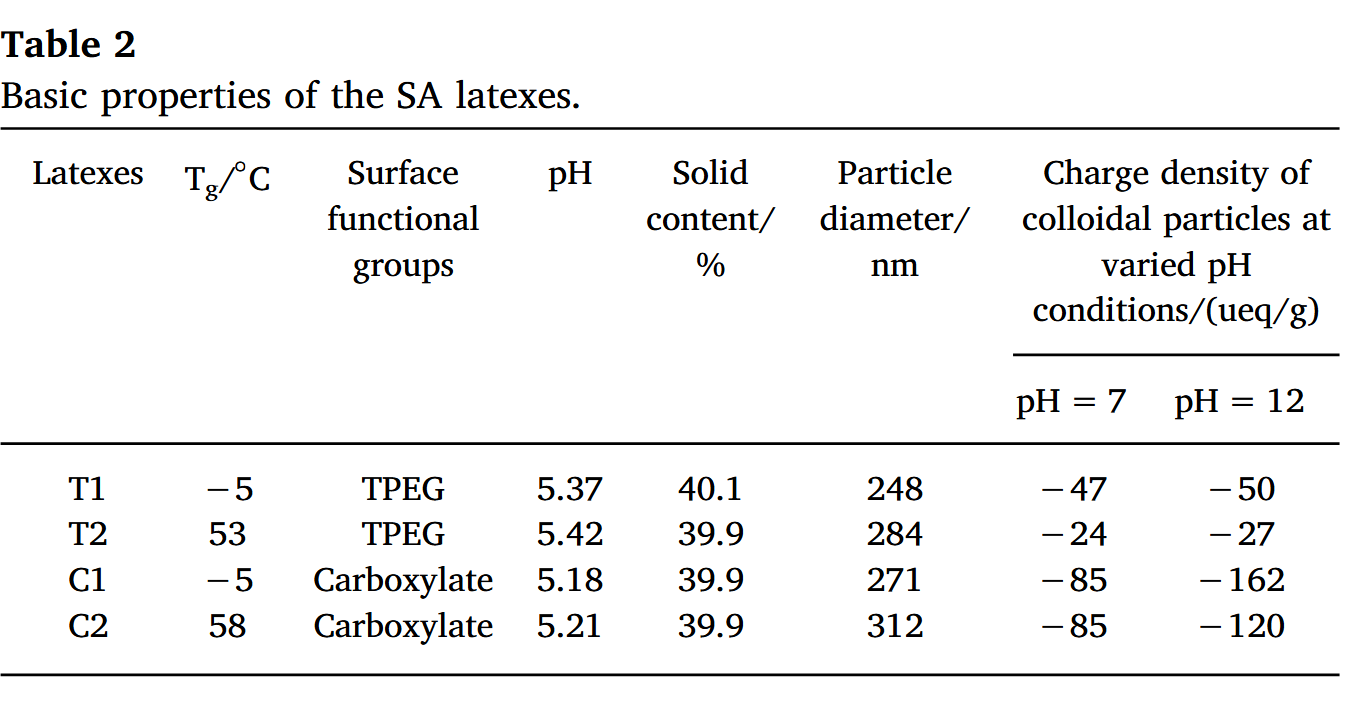 Table 2
Basic properties of the SA latexes.
Latexes Tg/°C Surface functional groups pH Solid content/ % Particle diameter/ nm Charge density of colloidal particles at varied pH conditions/(ueq/g)
pH = 7 pH = 12
T1 −5 TPEG 5.37 40.1 248 −47 −50
T2 53 TPEG 5.42 39.9 284 −24 −27
C1 −5 Carboxylate 5.18 39.9 271 −85 −162
C2 58 Carboxylate 5.21 39.9 312 −85 −120